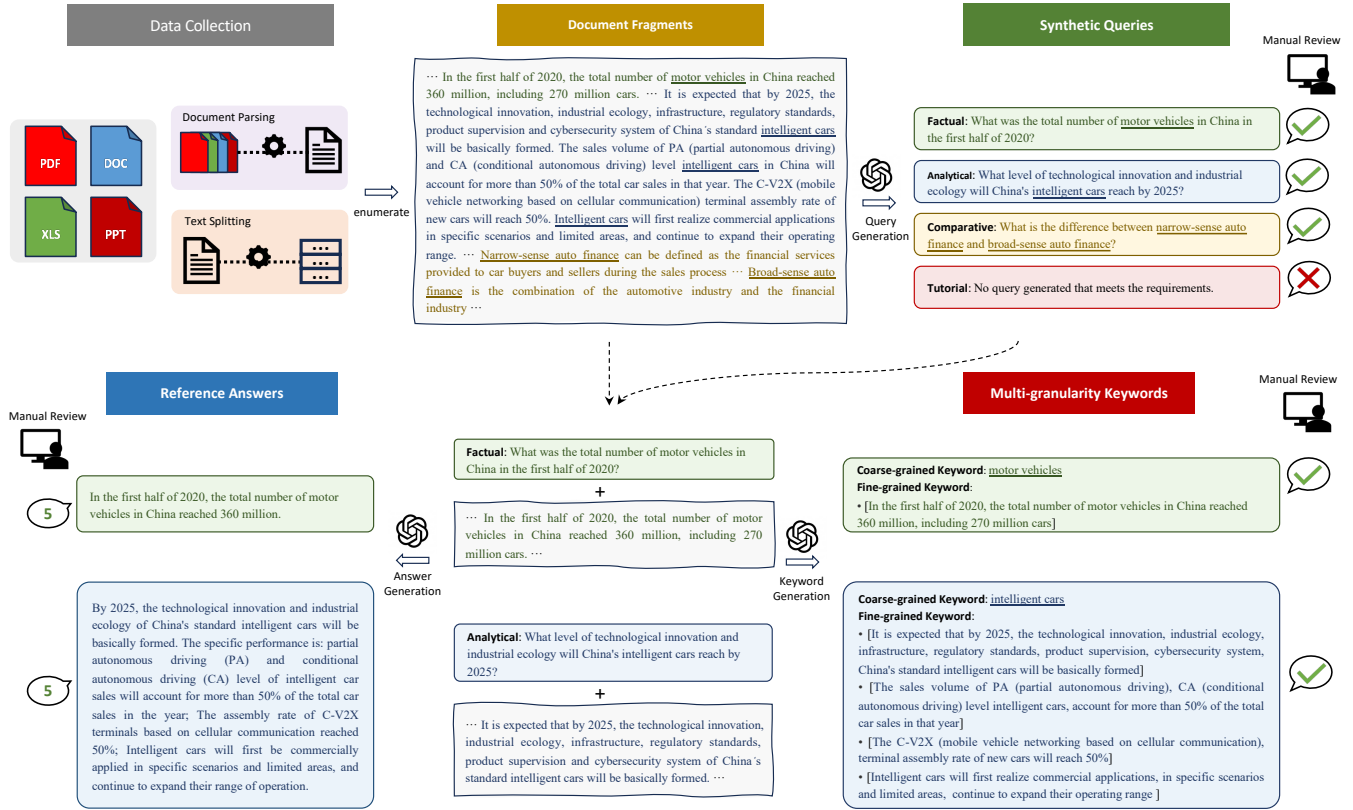 Data Collection
Document Fragments
Synthetic Queries
Manual Review
PDF
DOC
XLS
PPT
Document Parsing
Text Splitting
enumerate
··· In the first half of 2020, the total number of motor vehicles in China reached
360 million, including 270 million cars. ··· It is expected that by 2025, the
technological innovation, industrial ecology, infrastructure, regulatory standards,
product supervision and cybersecurity system of China´s standard intelligent cars
will be basically formed. The sales volume of PA (partial autonomous driving)
and CA (conditional autonomous driving) level intelligent cars in China will
account for more than 50% of the total car sales in that year. The C-V2X (mobile
vehicle networking based on cellular communication) terminal assembly rate of
new cars will reach 50%. Intelligent cars will first realize commercial applications
in specific scenarios and limited areas, and continue to expand their operating
range. ··· Narrow-sense auto finance can be defined as the financial services
provided to car buyers and sellers during the sales process ··· Broad-sense auto
finance is the combination of the automotive industry and the financial
industry ···
Query
Generation
Factual: What was the total number of motor vehicles in China in
the first half of 2020?
Analytical: What level of technological innovation and industrial
ecology will China's intelligent cars reach by 2025?
Comparative: What is the difference between narrow-sense auto
finance and broad-sense auto finance?
Tutorial: No query generated that meets the requirements.
Reference Answers
Manual Review
5
In the first half of 2020, the total number of motor
vehicles in China reached 360 million.
5
By 2025, the technological innovation and industrial
ecology of China's standard intelligent cars will be
basically formed. The specific performance is: partial
autonomous driving (PA) and conditional
autonomous driving (CA) level of intelligent car
sales will account for more than 50% of the total car
sales in the year; The assembly rate of C-V2X
terminals based on cellular communication reached
50%; Intelligent cars will first be commercially
applied in specific scenarios and limited areas, and
continue to expand their range of operation.
Answer
Generation
Factual: What was the total number of motor vehicles in
China in the first half of 2020?
+
··· In the first half of 2020, the total number of motor
vehicles in China reached 360 million, including 270
million cars. ···
Analytical: What level of technological innovation and
industrial ecology will China's intelligent cars reach by
2025?
+
··· It is expected that by 2025, the technological innovation,
industrial ecology, infrastructure, regulatory standards,
product supervision and cybersecurity system of China´s
standard intelligent cars will be basically formed. ···
Keyword
Generation
Multi-granularity Keywords
Manual Review
Coarse-grained Keyword: motor vehicles
Fine-grained Keyword:
• [In the first half of 2020, the total number of motor vehicles in China reached
360 million, including 270 million cars]
Coarse-grained Keyword: intelligent cars
Fine-grained Keyword:
• [It is expected that by 2025, the technological innovation, industrial ecology,
infrastructure, regulatory standards, product supervision, cybersecurity system,
China's standard intelligent cars will be basically formed]
• [The sales volume of PA (partial autonomous driving), CA (conditional
autonomous driving) level intelligent cars, account for more than 50% of the total
car sales in that year]
• [The C-V2X (mobile vehicle networking based on cellular communication),
terminal assembly rate of new cars will reach 50%]
• [Intelligent cars will first realize commercial applications, in specific scenarios
and limited areas, continue to expand their operating range ]